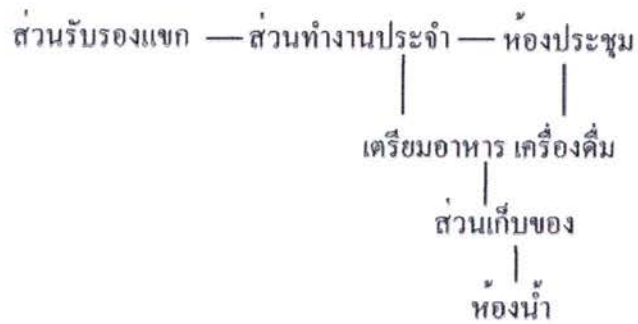 ส่วนรับรองแขก — ส่วนทำงานประจำ — ห้องประชุม
เตรียมอาหาร เครื่องดื่ม
ส่วนเก็บของ
ห้องน้ำ